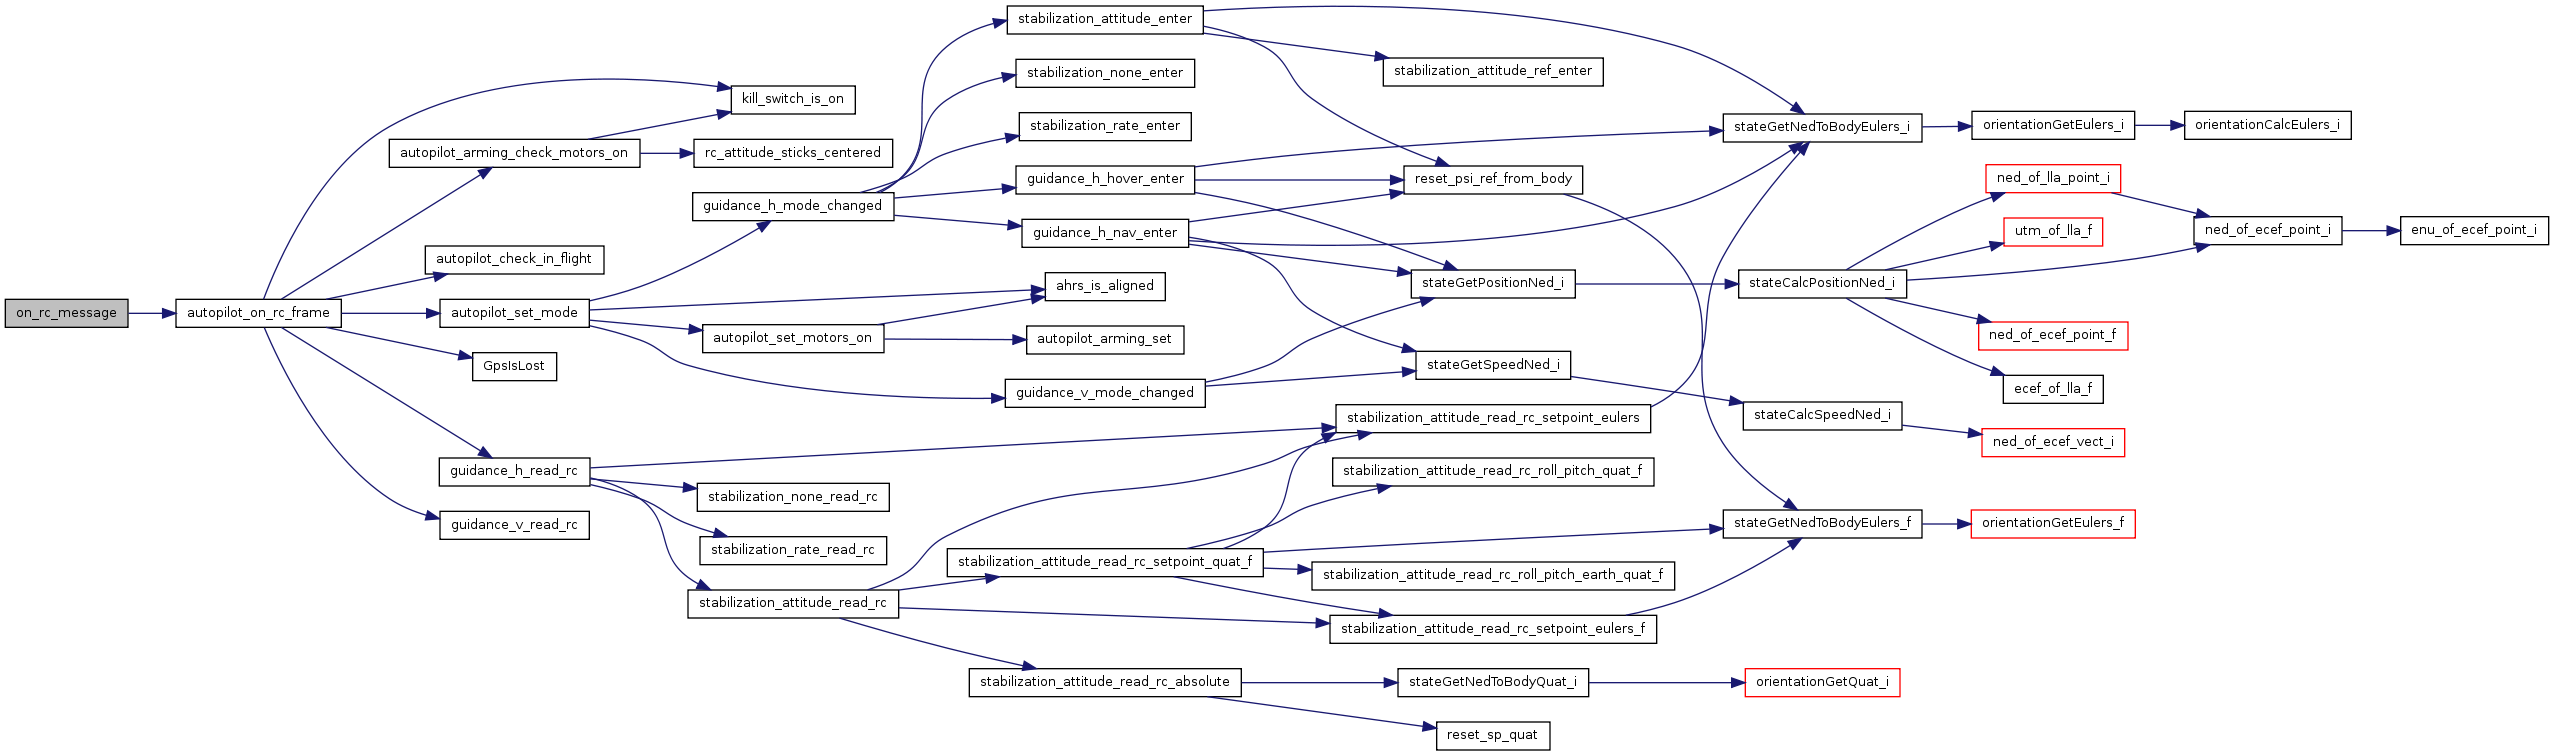 on_rc_message
autopilot_on_rc_frame
kill_switch_is_on
autopilot_arming_check_motors_on
rc_attitude_sticks_centered
autopilot_check_in_flight
autopilot_set_mode
GpsIsLost
guidance_h_read_rc
guidance_v_read_rc
guidance_h_mode_changed
autopilot_set_motors_on
stabilization_none_read_rc
stabilization_rate_read_rc
stabilization_attitude_read_rc
stabilization_attitude_enter
stabilization_none_enter
stabilization_rate_enter
guidance_h_hover_enter
guidance_h_nav_enter
ahrs_is_aligned
autopilot_arming_set
guidance_v_mode_changed
stabilization_attitude_read_rc_setpoint_quat_f
stabilization_attitude_read_rc_absolute
stabilization_attitude_ref_enter
reset_psi_ref_from_body
stateGetPositionNed_i
stateGetSpeedNed_i
stabilization_attitude_read_rc_setpoint_eulers
stabilization_attitude_read_rc_roll_pitch_quat_f
stabilization_attitude_read_rc_roll_pitch_earth_quat_f
stabilization_attitude_read_rc_setpoint_eulers_f
stateGetNedToBodyQuat_i
reset_sp_quat
stateGetNedToBodyEulers_i
stateCalcPositionNed_i
stateCalcSpeedNed_i
stateGetNedToBodyEulers_f
orientationGetQuat_i
orientationGetEulers_i
ned_of_lla_point_i
utm_of_lla_f
ned_of_ecef_point_f
ecef_of_lla_f
ned_of_ecef_vect_i
orientationGetEulers_f
orientationCalcEulers_i
ned_of_ecef_point_i
enu_of_ecef_point_i